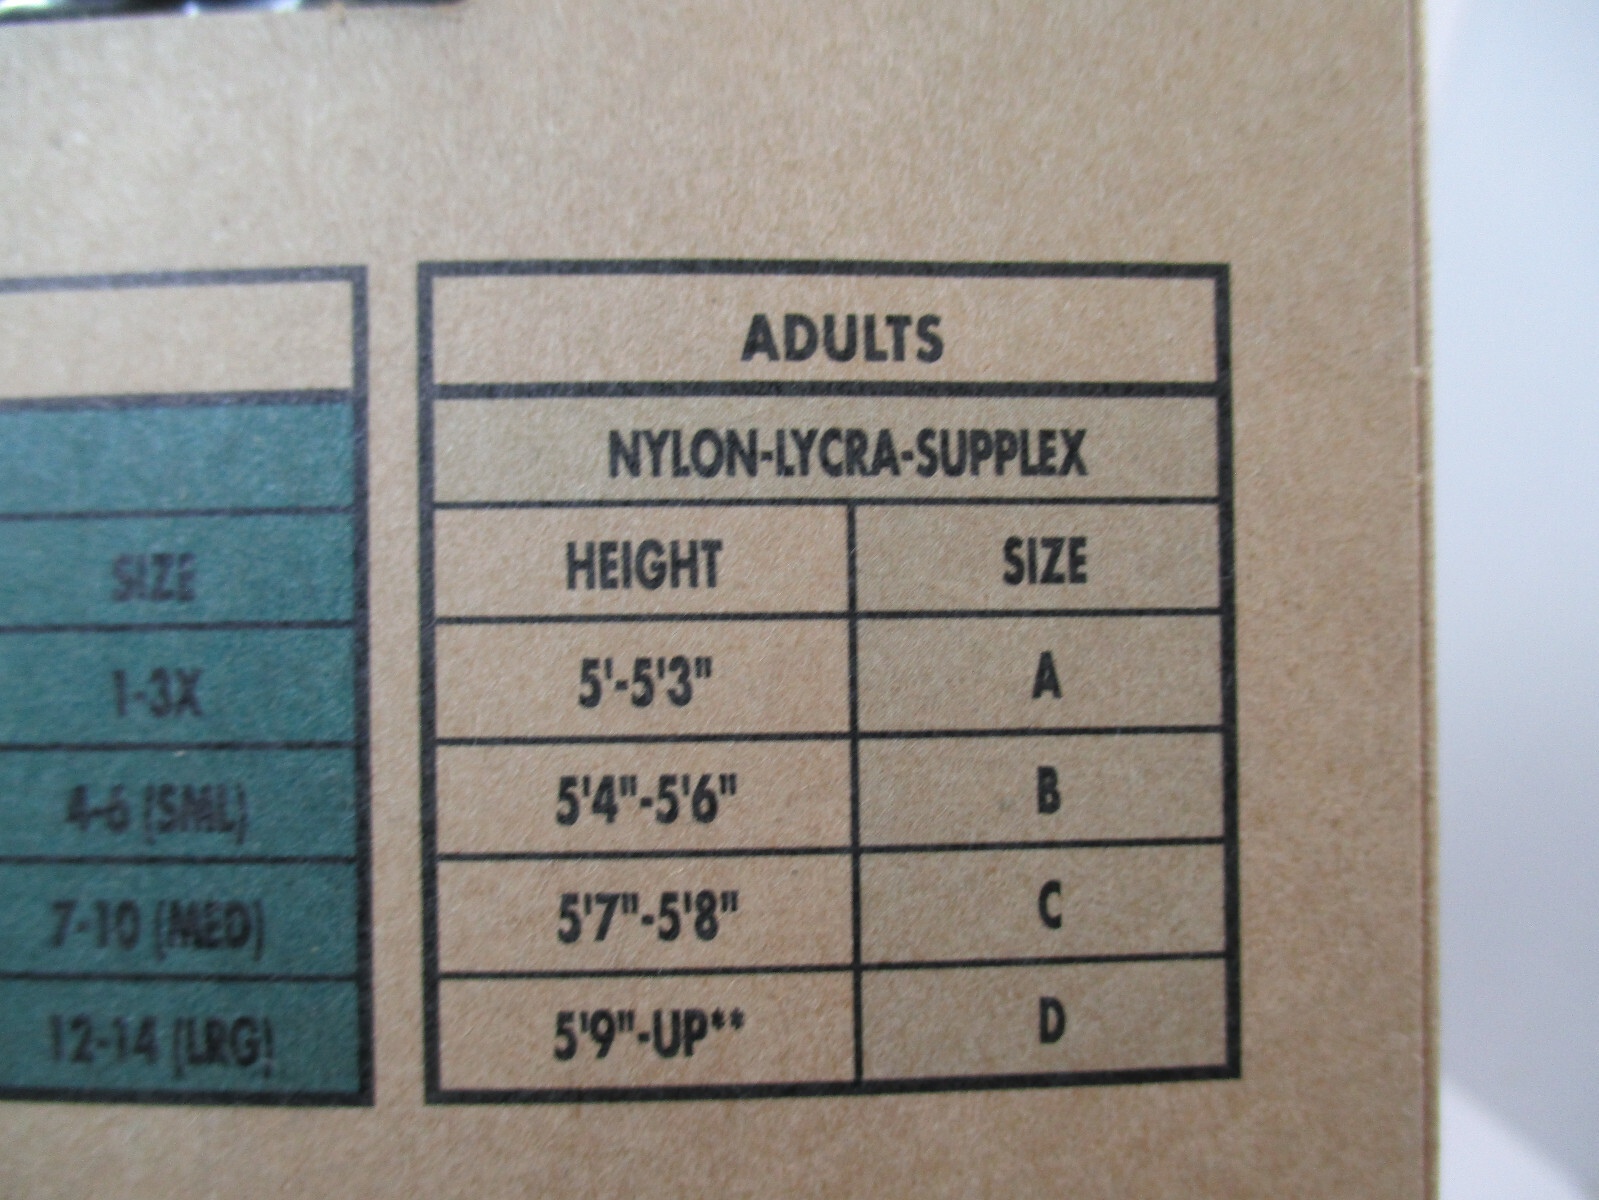 SIZE
1-3X
4-6 (SML)
7-10 (MED)
12-14 (LRG)
ADULTS
NYLON-LYCRA-SUPPLEX
HEIGHT SIZE
5'-5'3" A
5'4"-5'6" B
5'7"-5'8" C
5'9"-UP** D